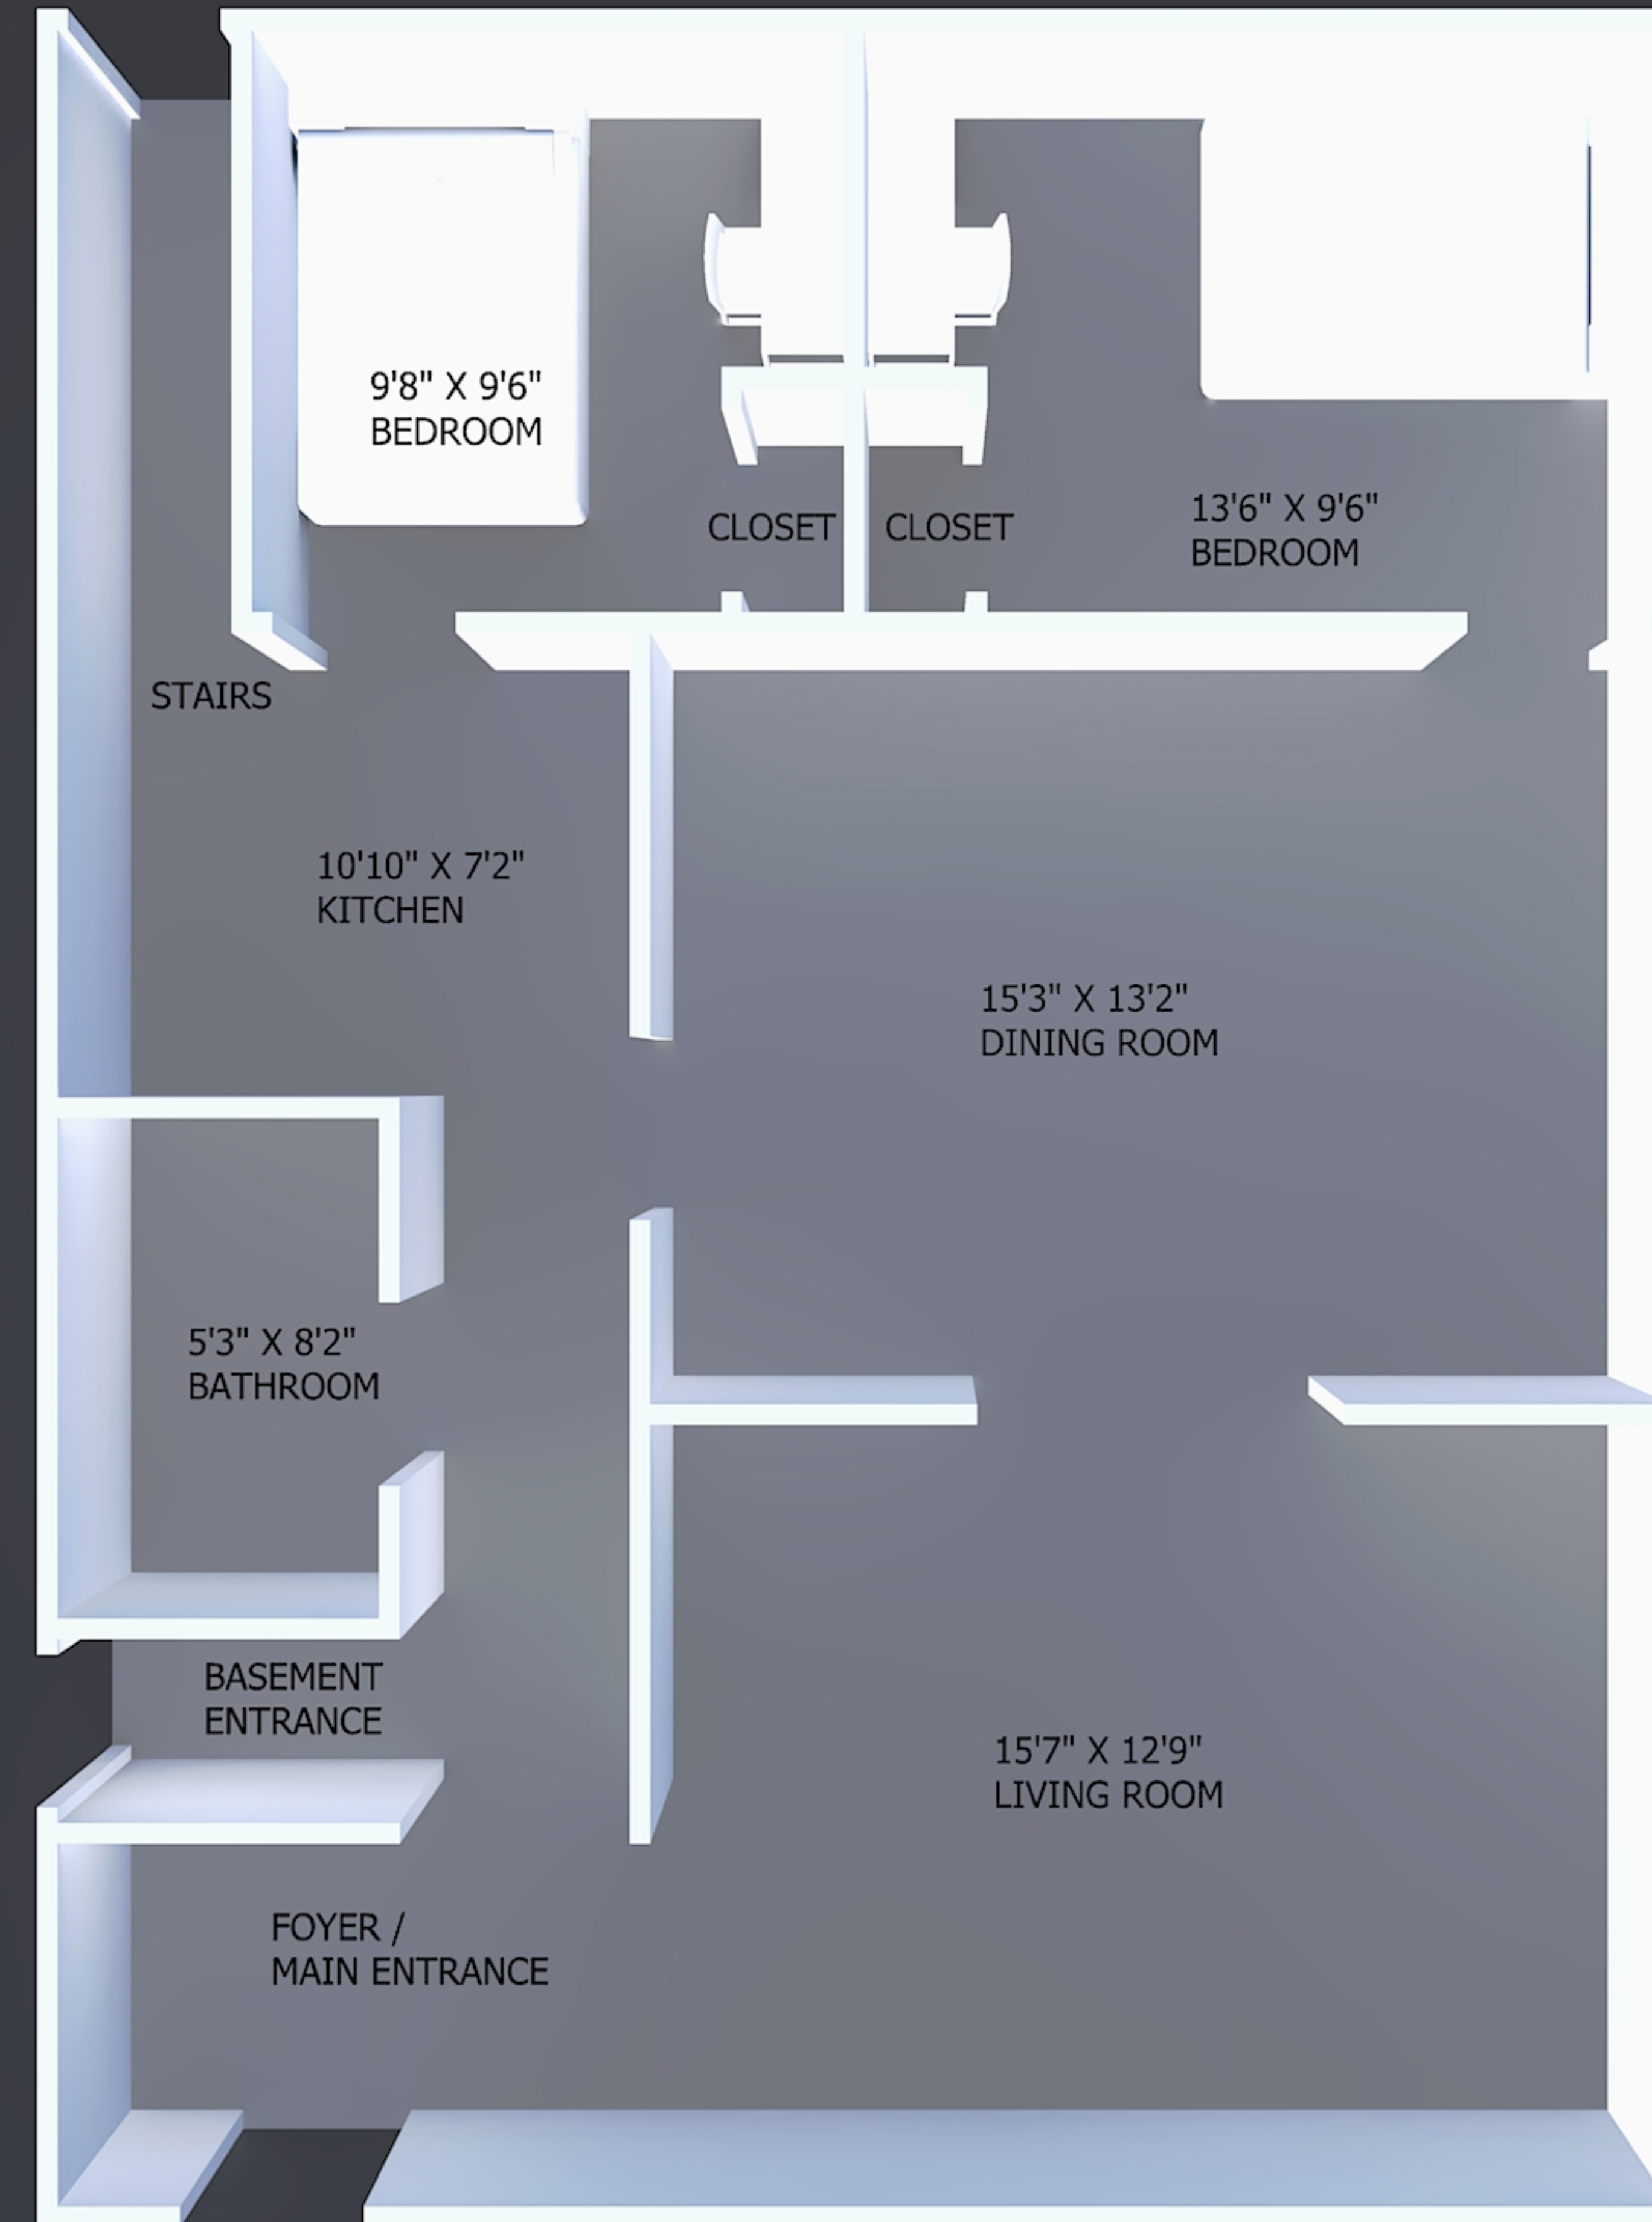 9'8" X 9'6"
BEDROOM
CLOSET
CLOSET
13'6" X 9'6"
BEDROOM
STAIRS
10'10" X 7'2"
KITCHEN
15'3" X 13'2"
DINING ROOM
5'3" X 8'2"
BATHROOM
BASEMENT
ENTRANCE
15'7" X 12'9"
LIVING ROOM
FOYER /
MAIN ENTRANCE